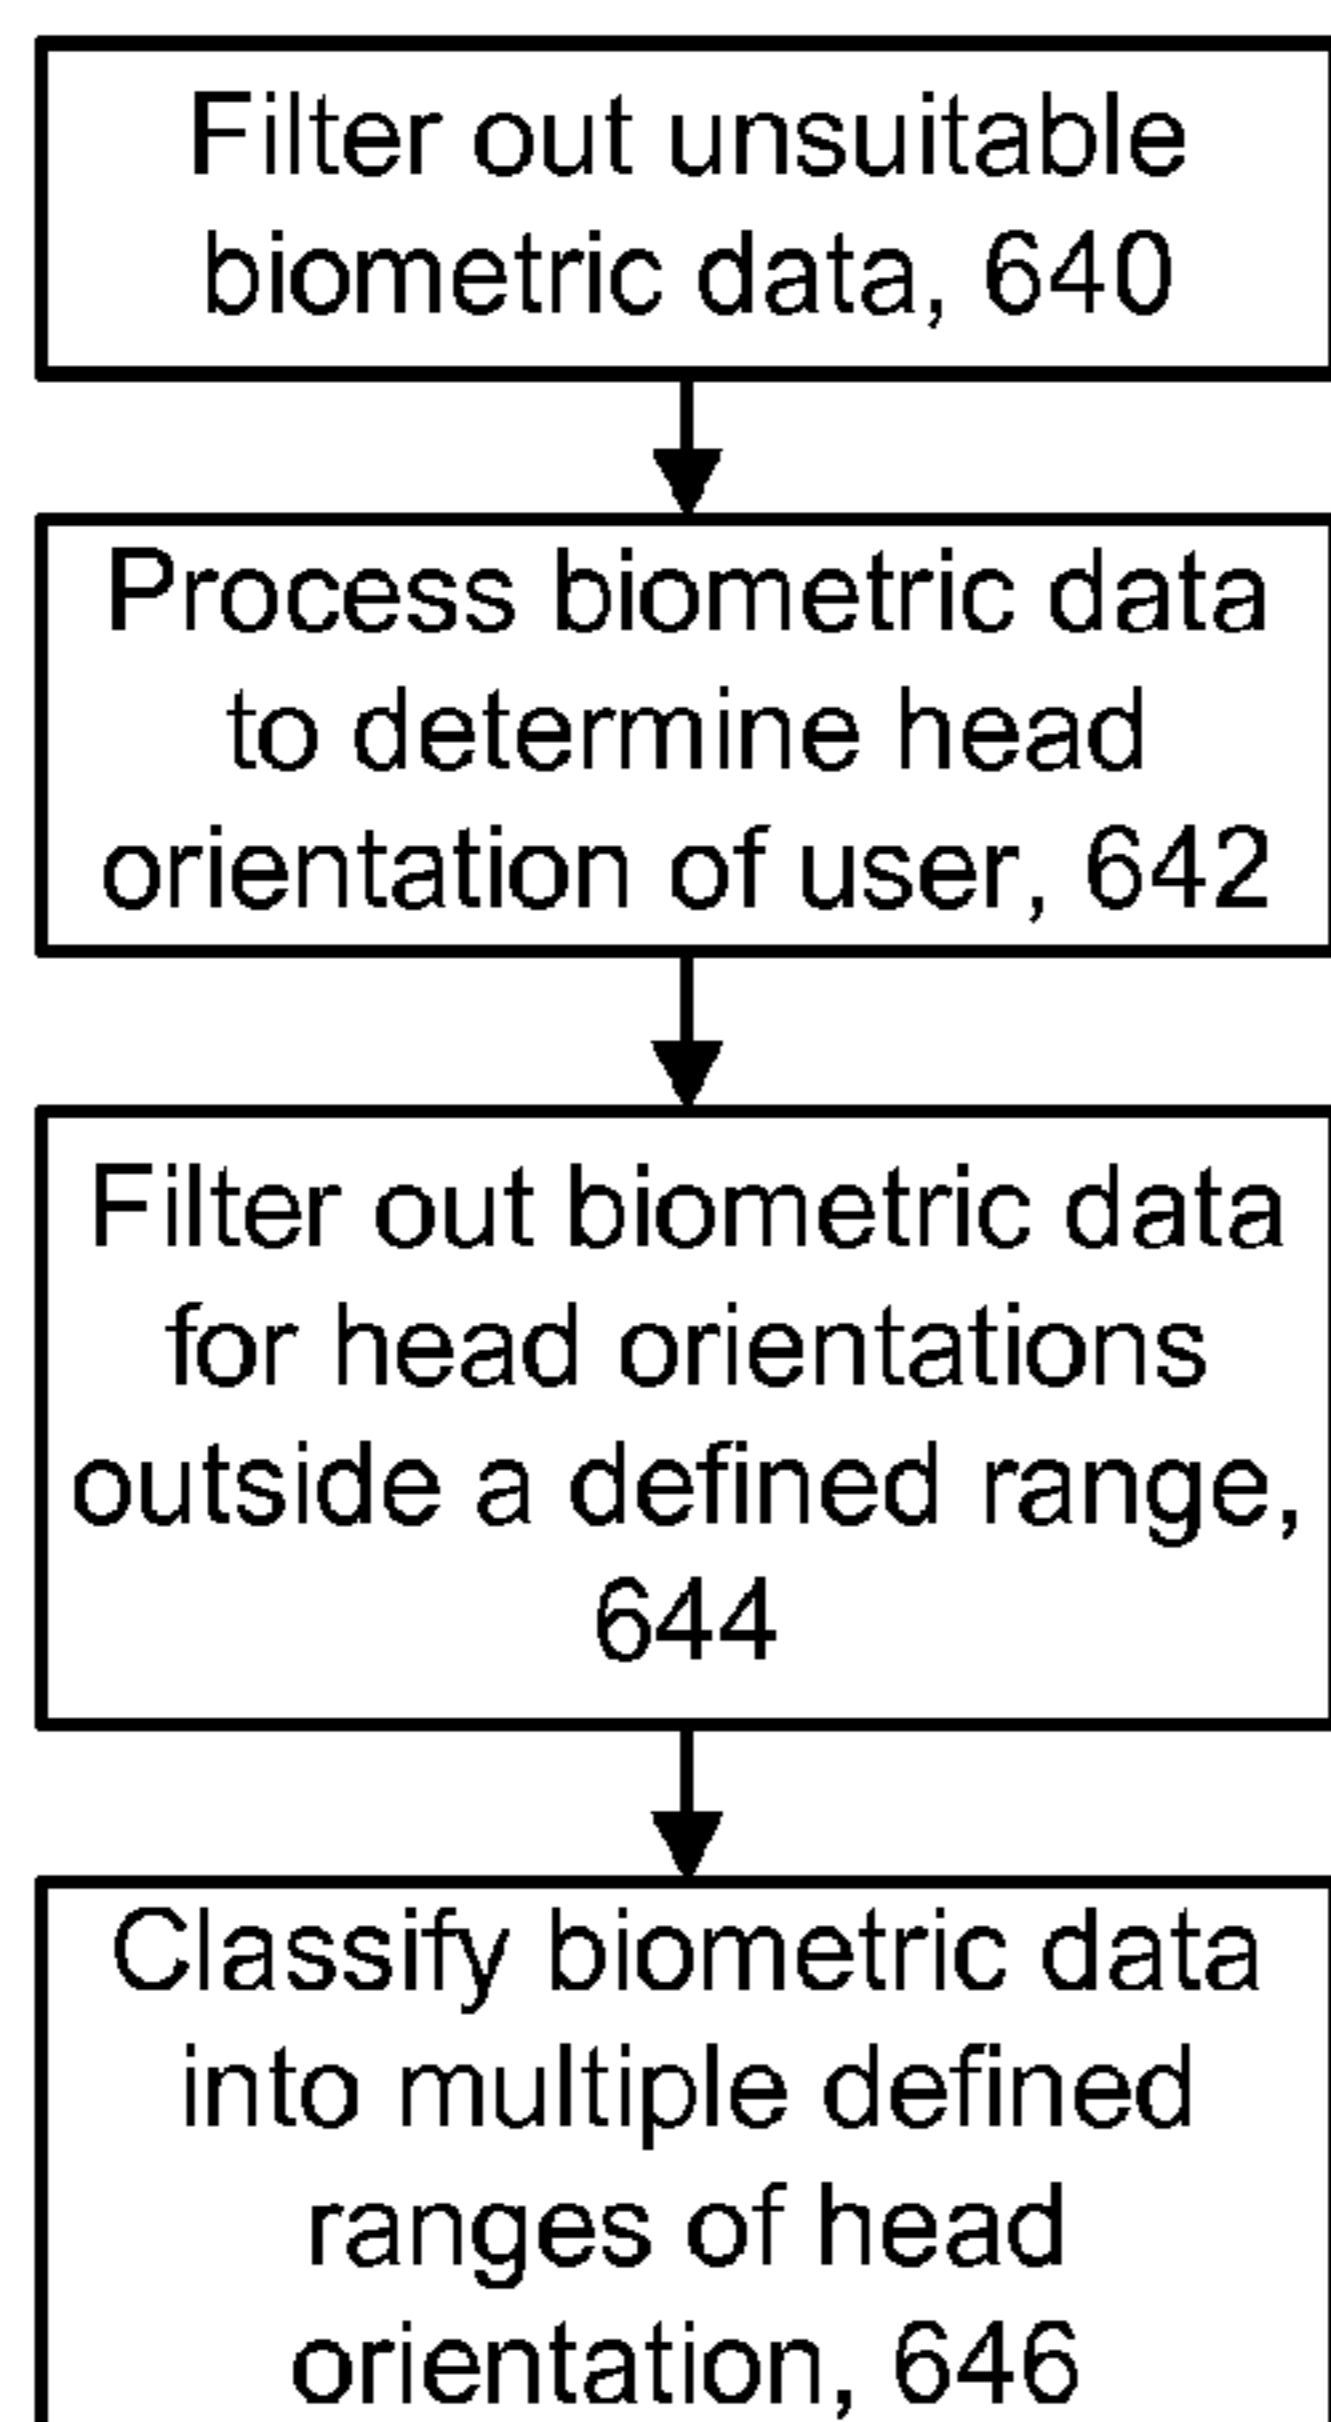 Filter out unsuitable
biometric data, 640
Process biometric data
to determine head
orientation of user, 642
Filter out biometric data
for head orientations
outside a defined range,
644
Classify biometric data
into multiple defined
ranges of head
orientation, 646